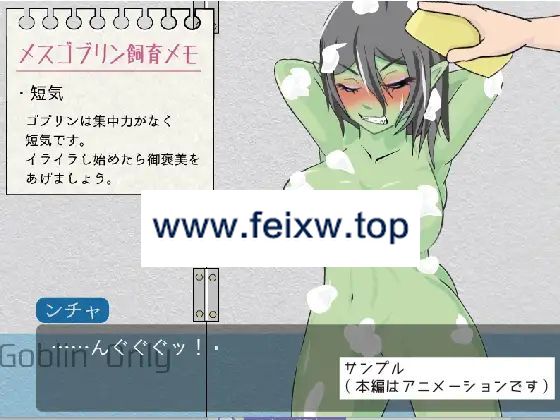 メスゴブリン飼育メモ
・短気
ゴブリンは集中力がなく
短気です。
イライラし始めたら御褒美を
あげましょう。
www.feixw.top
ンチャ
……んぐぐぐッ！・
Goblin Only
サンプル
（本編はアニメーションです）